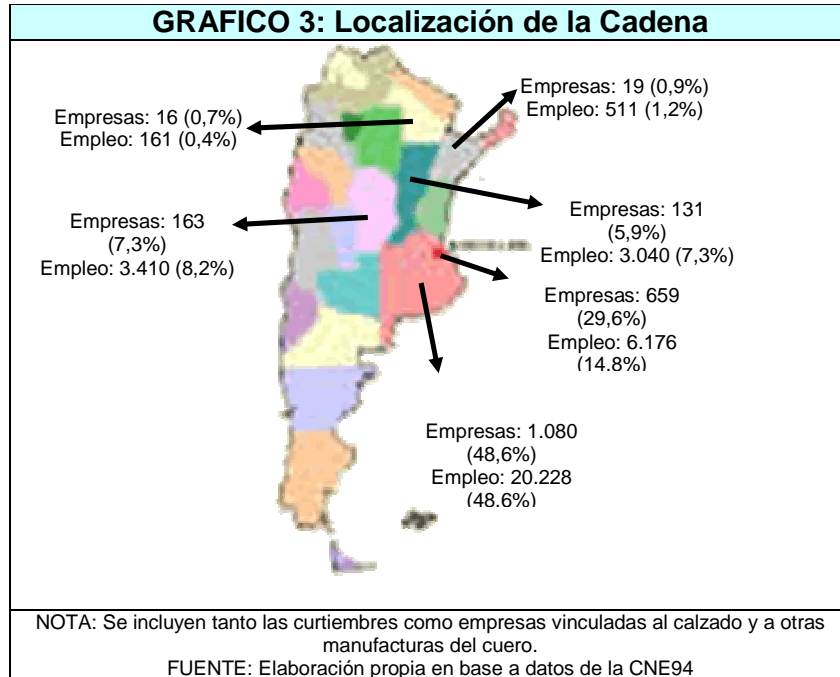 GRAFICO 3: Localización de la Cadena
Empresas: 19 (0,9%)
Empleo: 511 (1,2%)
Empresas: 16 (0,7%)
Empleo: 161 (0,4%)
Empresas: 163
(7,3%)
Empleo: 3.410 (8,2%)
Empresas: 131
(5,9%)
Empleo: 3.040 (7,3%)
Empresas: 659
(29,6%)
Empleo: 6.176
(14.8%)
Empresas: 1.080
(48,6%)
Empleo: 20.228
(48.6%)
NOTA: Se incluyen tanto las curtiembres como empresas vinculadas al calzado y a otras
manufacturas del cuero.
FUENTE: Elaboración propia en base a datos de la CNE94